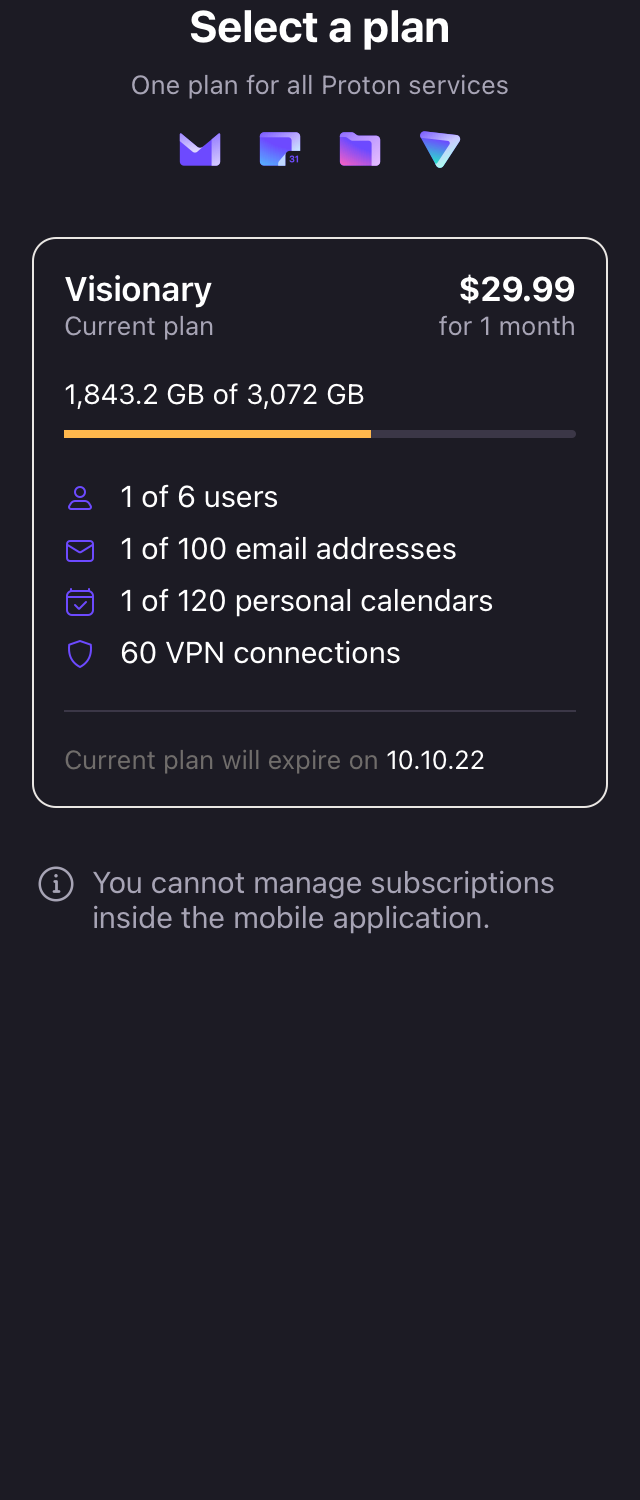 Select a plan
One plan for all Proton services
31
Visionary
$29.99
Current plan
for 1 month
1,843.2 GB of 3,072 GB
1 of 6 users
1 of 100 email addresses
1 of 120 personal calendars
60 VPN connections
Current plan will expire on 10.10.22
You cannot manage subscriptions
inside the mobile application.